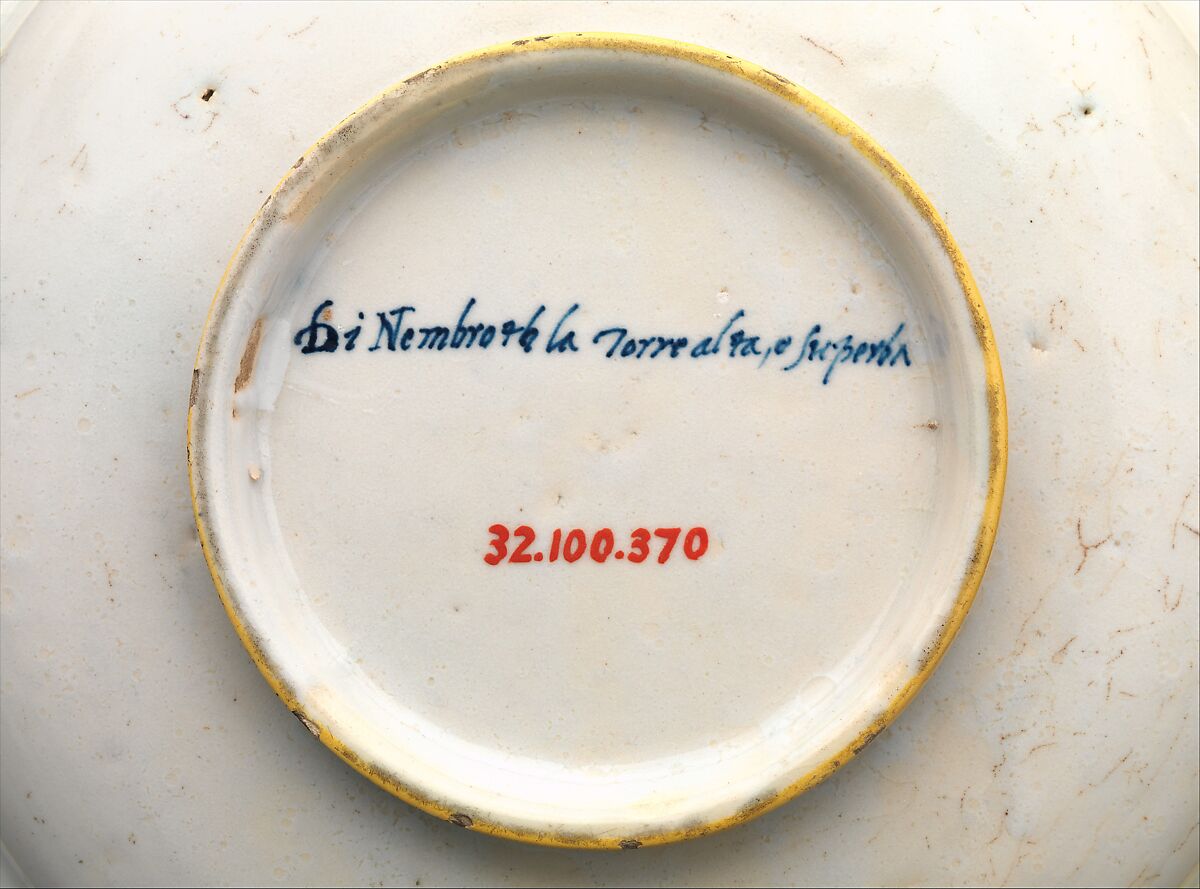 Di Nembroth la Torre alta, e superba
32.100.370